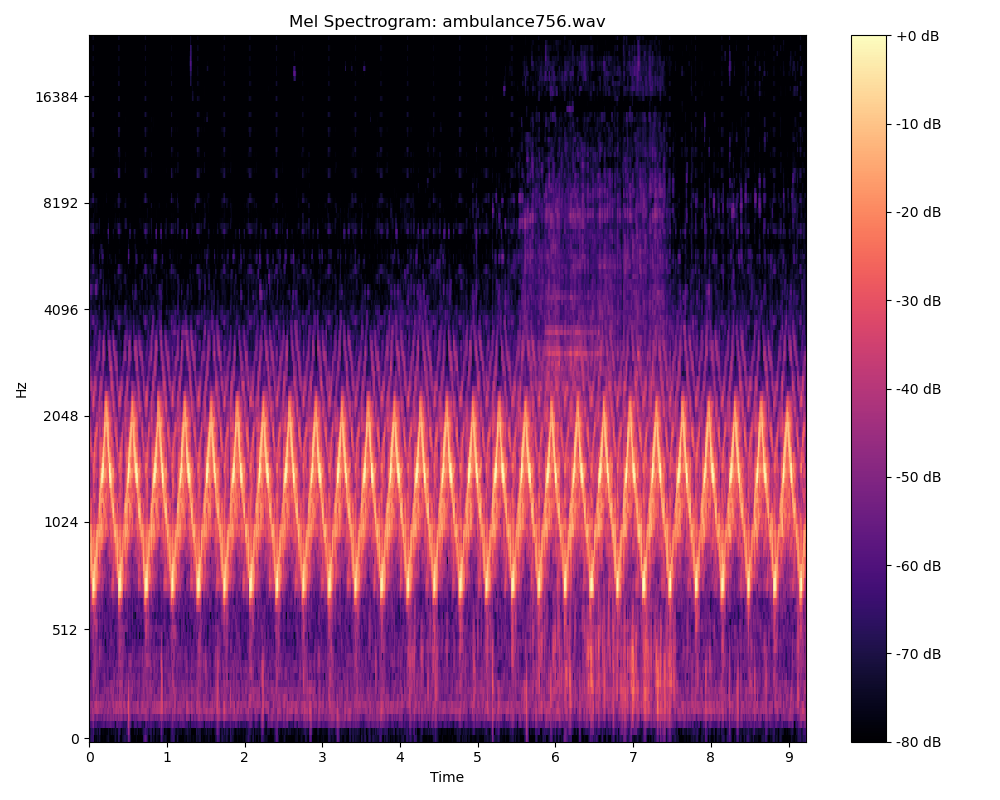 Mel Spectrogram: ambulance756.wav
Hz
16384
8192
4096
2048
1024
512
0
0 1 2 3 4 5 6 7 8 9
Time
+0 dB
-10 dB
-20 dB
-30 dB
-40 dB
-50 dB
-60 dB
-70 dB
-80 dB